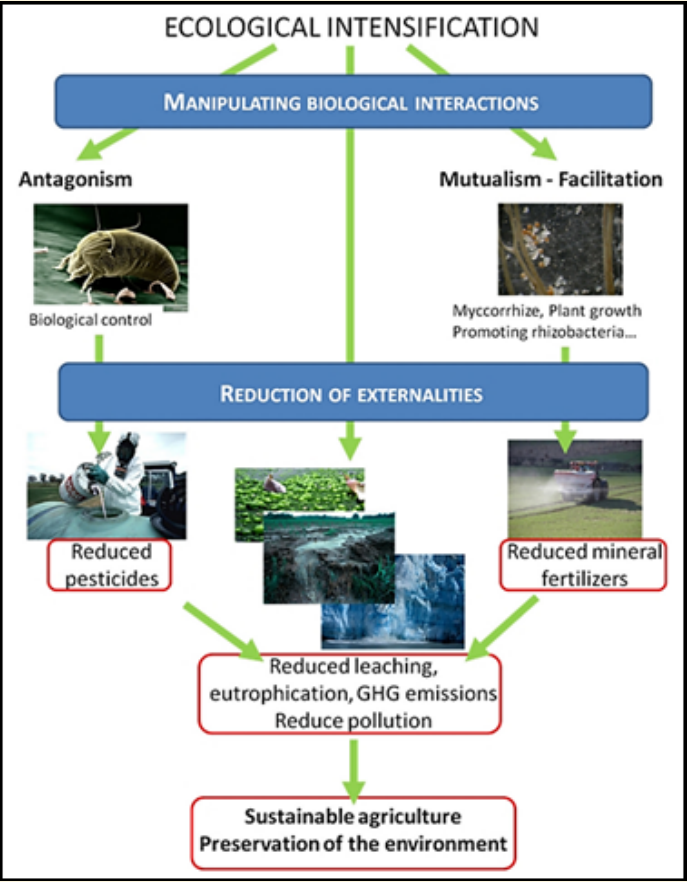 ECOLOGICAL INTENSIFICATION
MANIPULATING BIOLOGICAL INTERACTIONS
Antagonism
Mutualism - Facilitation
Biological control
Myccorrhize, Plant growth
Promoting rhizobacteria...
REDUCTION OF EXTERNALITIES
Reduced
pesticides
Reduced mineral
fertilizers
Reduced leaching,
eutrophication, GHG emissions
Reduce pollution
Sustainable agriculture
Preservation of the environment